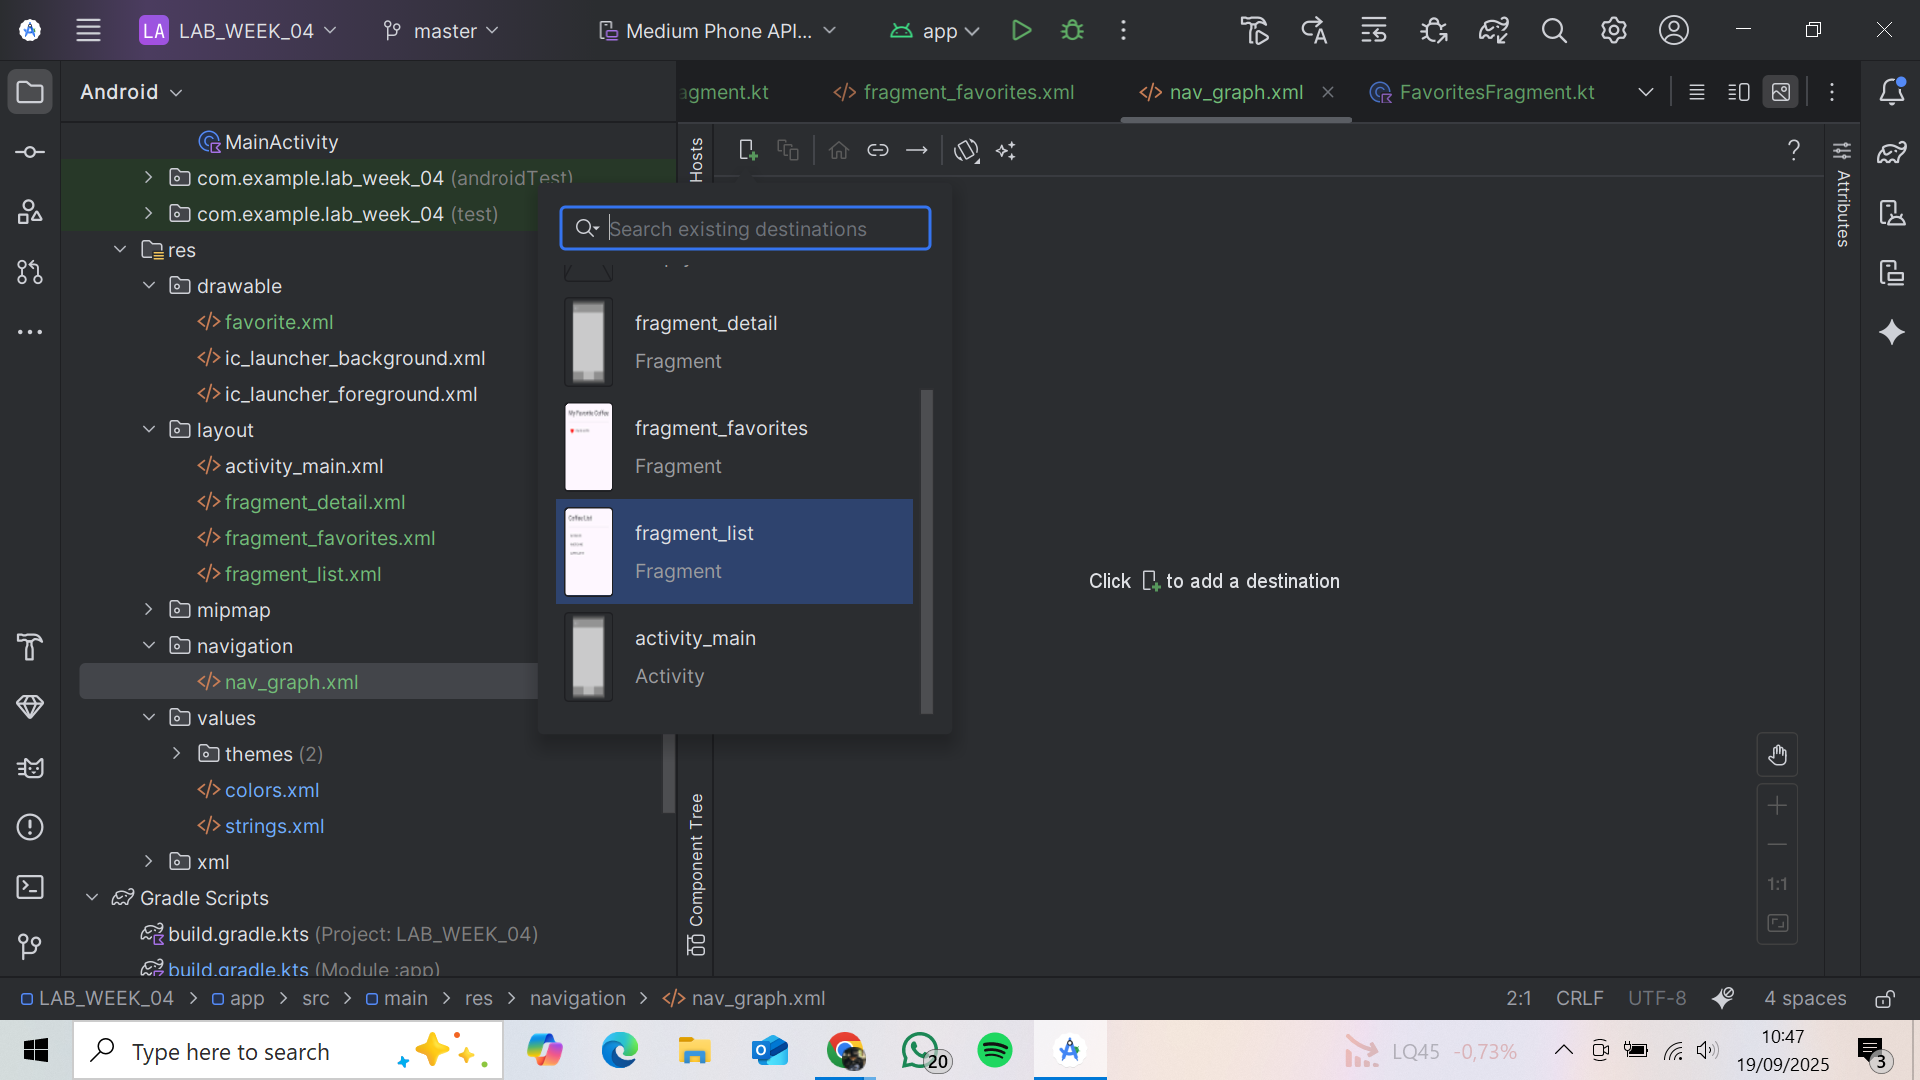 LA LAB_WEEK_04
master
Medium Phone API...
app
Android
agment.kt
fragment_favorites.xml
nav_graph.xml
FavoritesFragment.kt
MainActivity
com.example.lab_week_04 (androidTest)
com.example.lab_week_04 (test)
res
drawable
favorite.xml
ic_launcher_background.xml
ic_launcher_foreground.xml
layout
activity_main.xml
fragment_detail.xml
fragment_favorites.xml
fragment_list.xml
mipmap
navigation
nav_graph.xml
values
themes (2)
colors.xml
strings.xml
xml
Gradle Scripts
build.gradle.kts (Project: LAB_WEEK_04)
build.gradle.kts (Module :app)
Hosts
Component Tree
Search existing destinations
fragment_detail
Fragment
My Favorite Coffee
fragment_favorites
Fragment
Coffee List
fragment_list
Fragment
activity_main
Activity
Click to add a destination
?
Attributes
1:1
LAB_WEEK_04 > app > src > main > res > navigation > nav_graph.xml
2:1 CRLF UTF-8 4 spaces
Type here to search
20
LQ45 -0,73%
10:47
19/09/2025
3